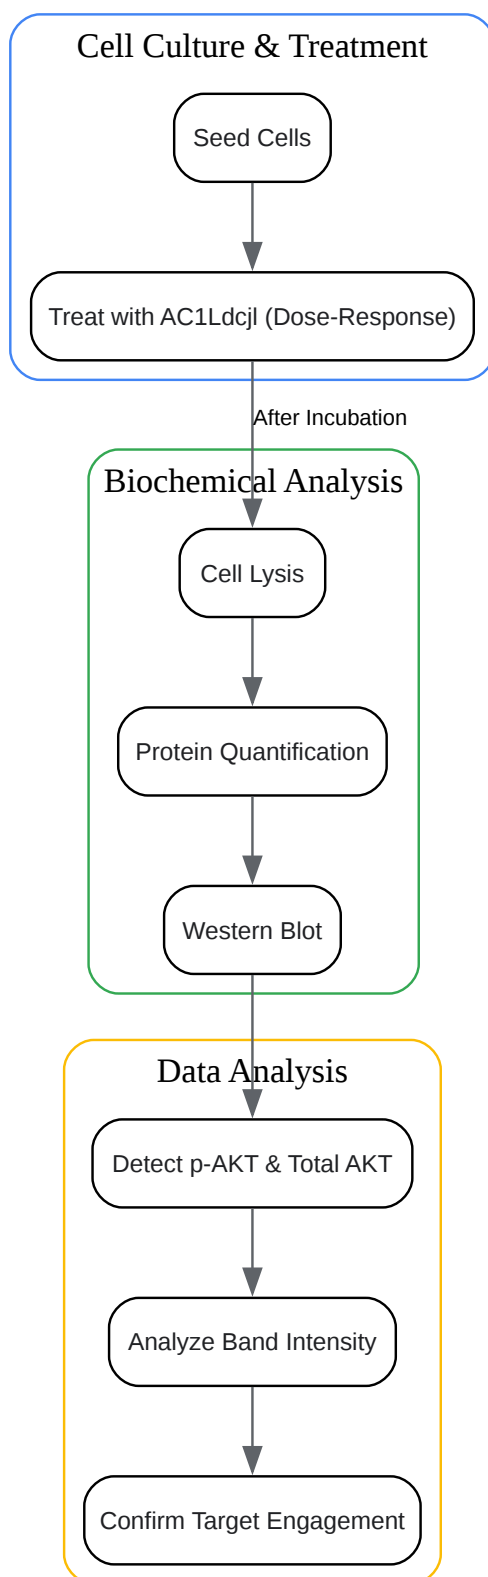 Cell Culture & Treatment
Seed Cells
Treat with AC1Ldcjl (Dose-Response)
After Incubation
Biochemical Analysis
Cell Lysis
Protein Quantification
Western Blot
Data Analysis
Detect p-AKT & Total AKT
Analyze Band Intensity
Confirm Target Engagement